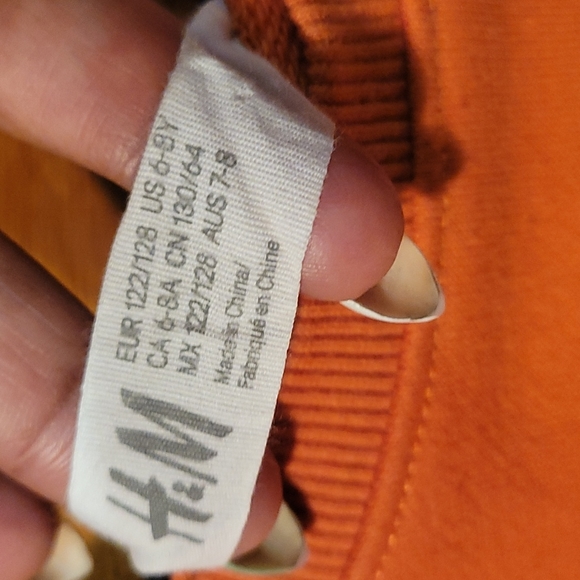 H&M
EUR 122/128 US 6-8Y
CA 6-8A CN 130/64
MX 122/128 AUS 7-8
Made in China/
Fabriqué en Chine